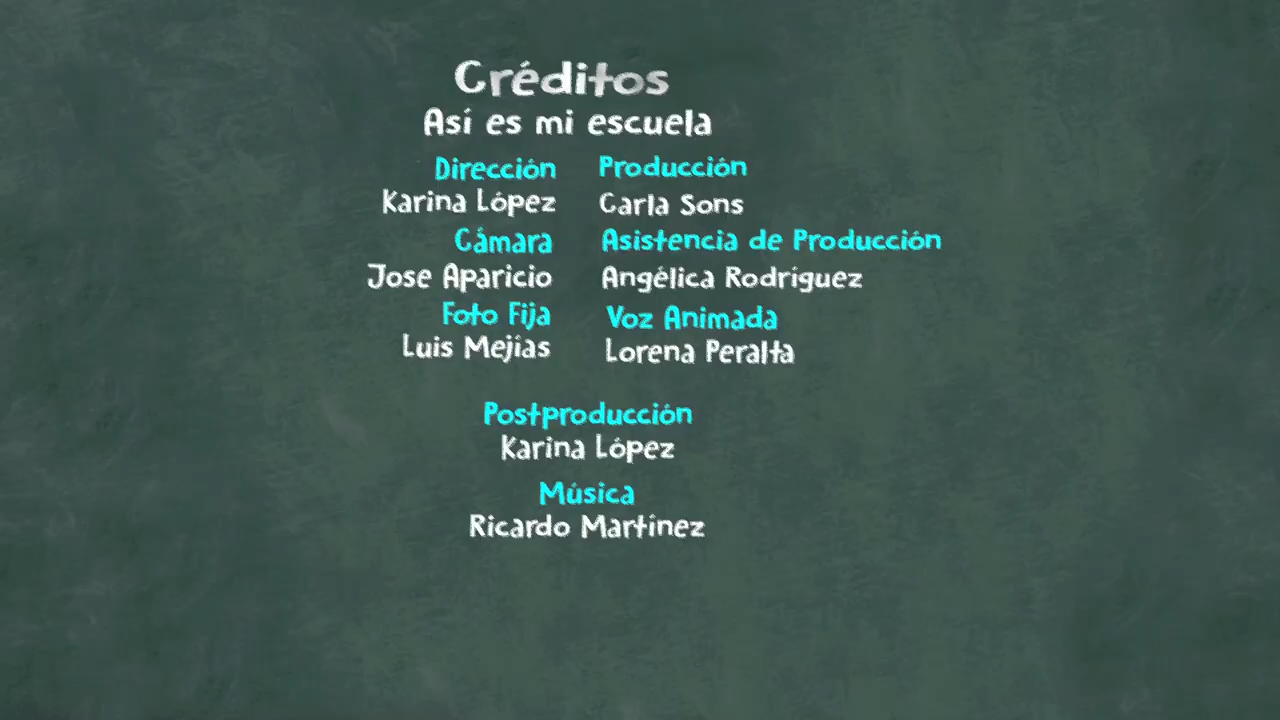 Créditos
Así es mi escuela
Dirección Producción
Karina López Carla Sons
Cámara Asistencia de Producción
Jose Aparicio Angélica Rodríguez
Foto Fija Voz Animada
Luis Mejías Lorena Peralta
Postproducción
Karina López
Música
Ricardo Martínez